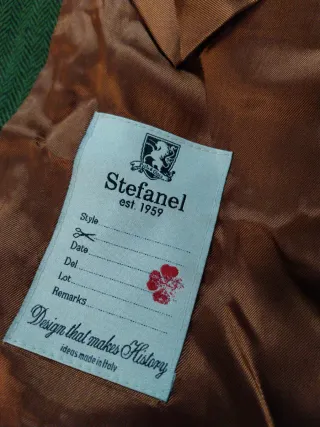 Stefanel
est. 1959
Style
Date
Del
Lot
Remarks
Design that makes History
ideas made in Italy